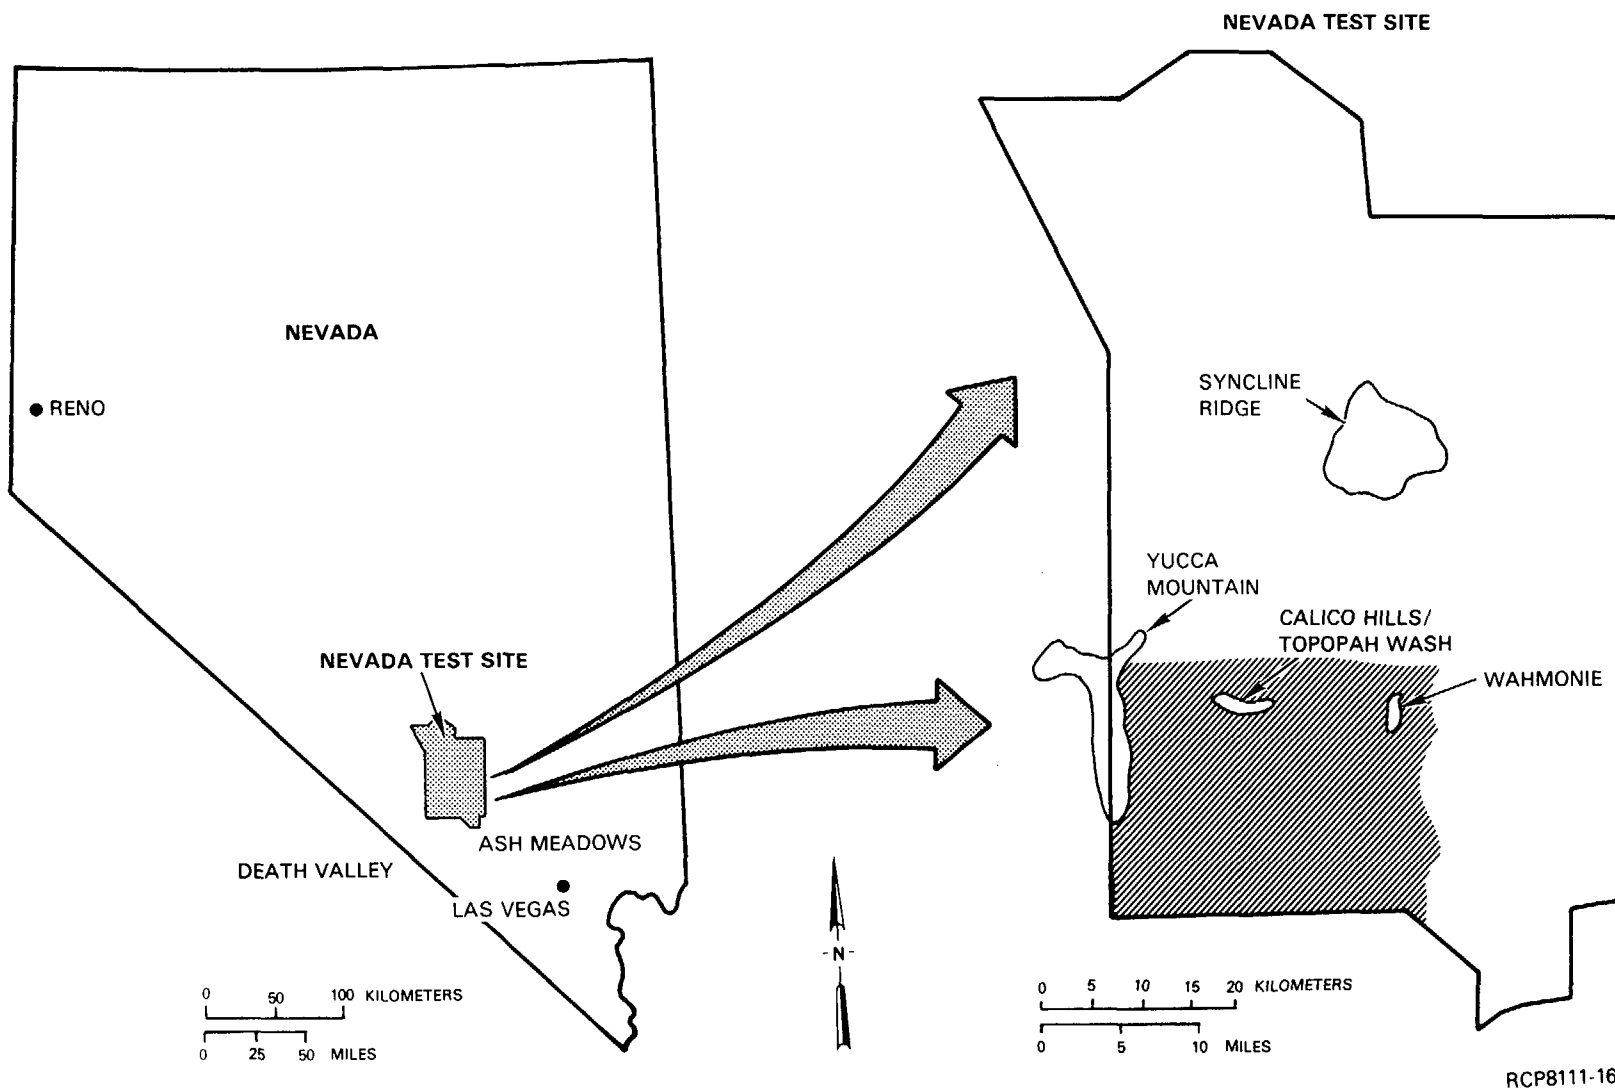 NEVADA TEST SITE
NEVADA
RENO
SYNCLINE
RIDGE
YUCCA
MOUNTAIN
CALICO HILLS/
TOPOPAH WASH
WAHMONIE
NEVADA TEST SITE
ASH MEADOWS
DEATH VALLEY
LAS VEGAS
-N-
0 50 100 KILOMETERS
0 25 50 MILES
0 5 10 15 20 KILOMETERS
0 5 10 MILES
RCP8111-16